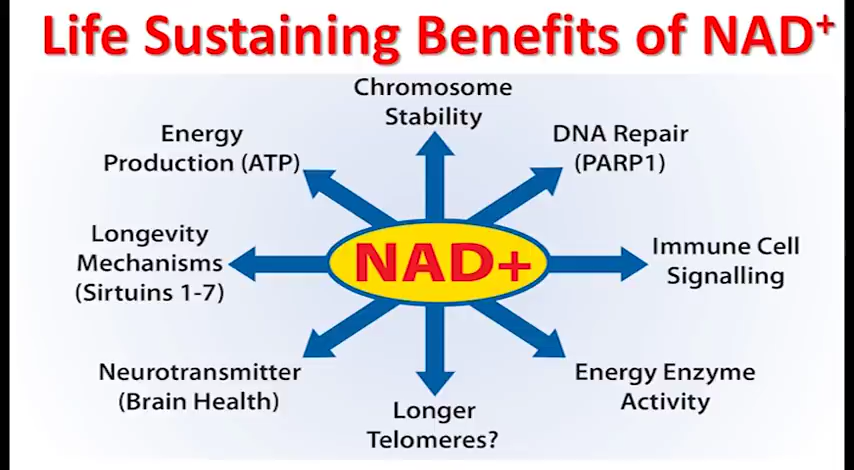 Life Sustaining Benefits of NAD+
Chromosome
Stability
Energy
Production (ATP)
DNA Repair
(PARP1)
Longevity
Mechanisms
(Sirtuins 1-7)
NAD+
Immune Cell
Signalling
Neurotransmitter
(Brain Health)
Energy Enzyme
Activity
Longer
Telomeres?